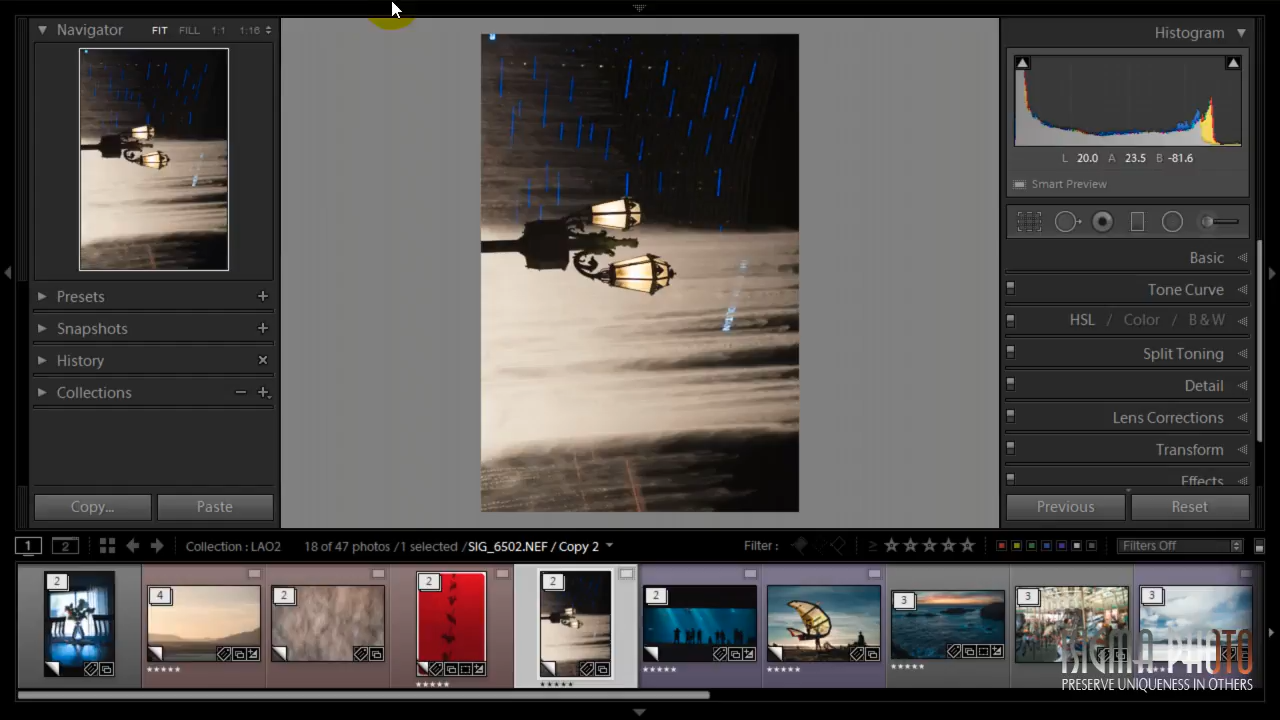 Navigator FIT FILL 1:1 1:16
Presets
Snapshots
History
Collections
Copy... Paste
Histogram
L 20.0 A 23.5 B -81.6
Smart Preview
Basic
Tone Curve
HSL / Color / B & W
Split Toning
Detail
Lens Corrections
Transform
Effects
Previous Reset
1 2 Collection : LAO2 18 of 47 photos / 1 selected / SIG_6502.NEF / Copy 2 Filter : Filters Off
2 4 2 2 2 2 3 3 3
SIGMA PHOTO
PRESERVE UNIQUENESS IN OTHERS